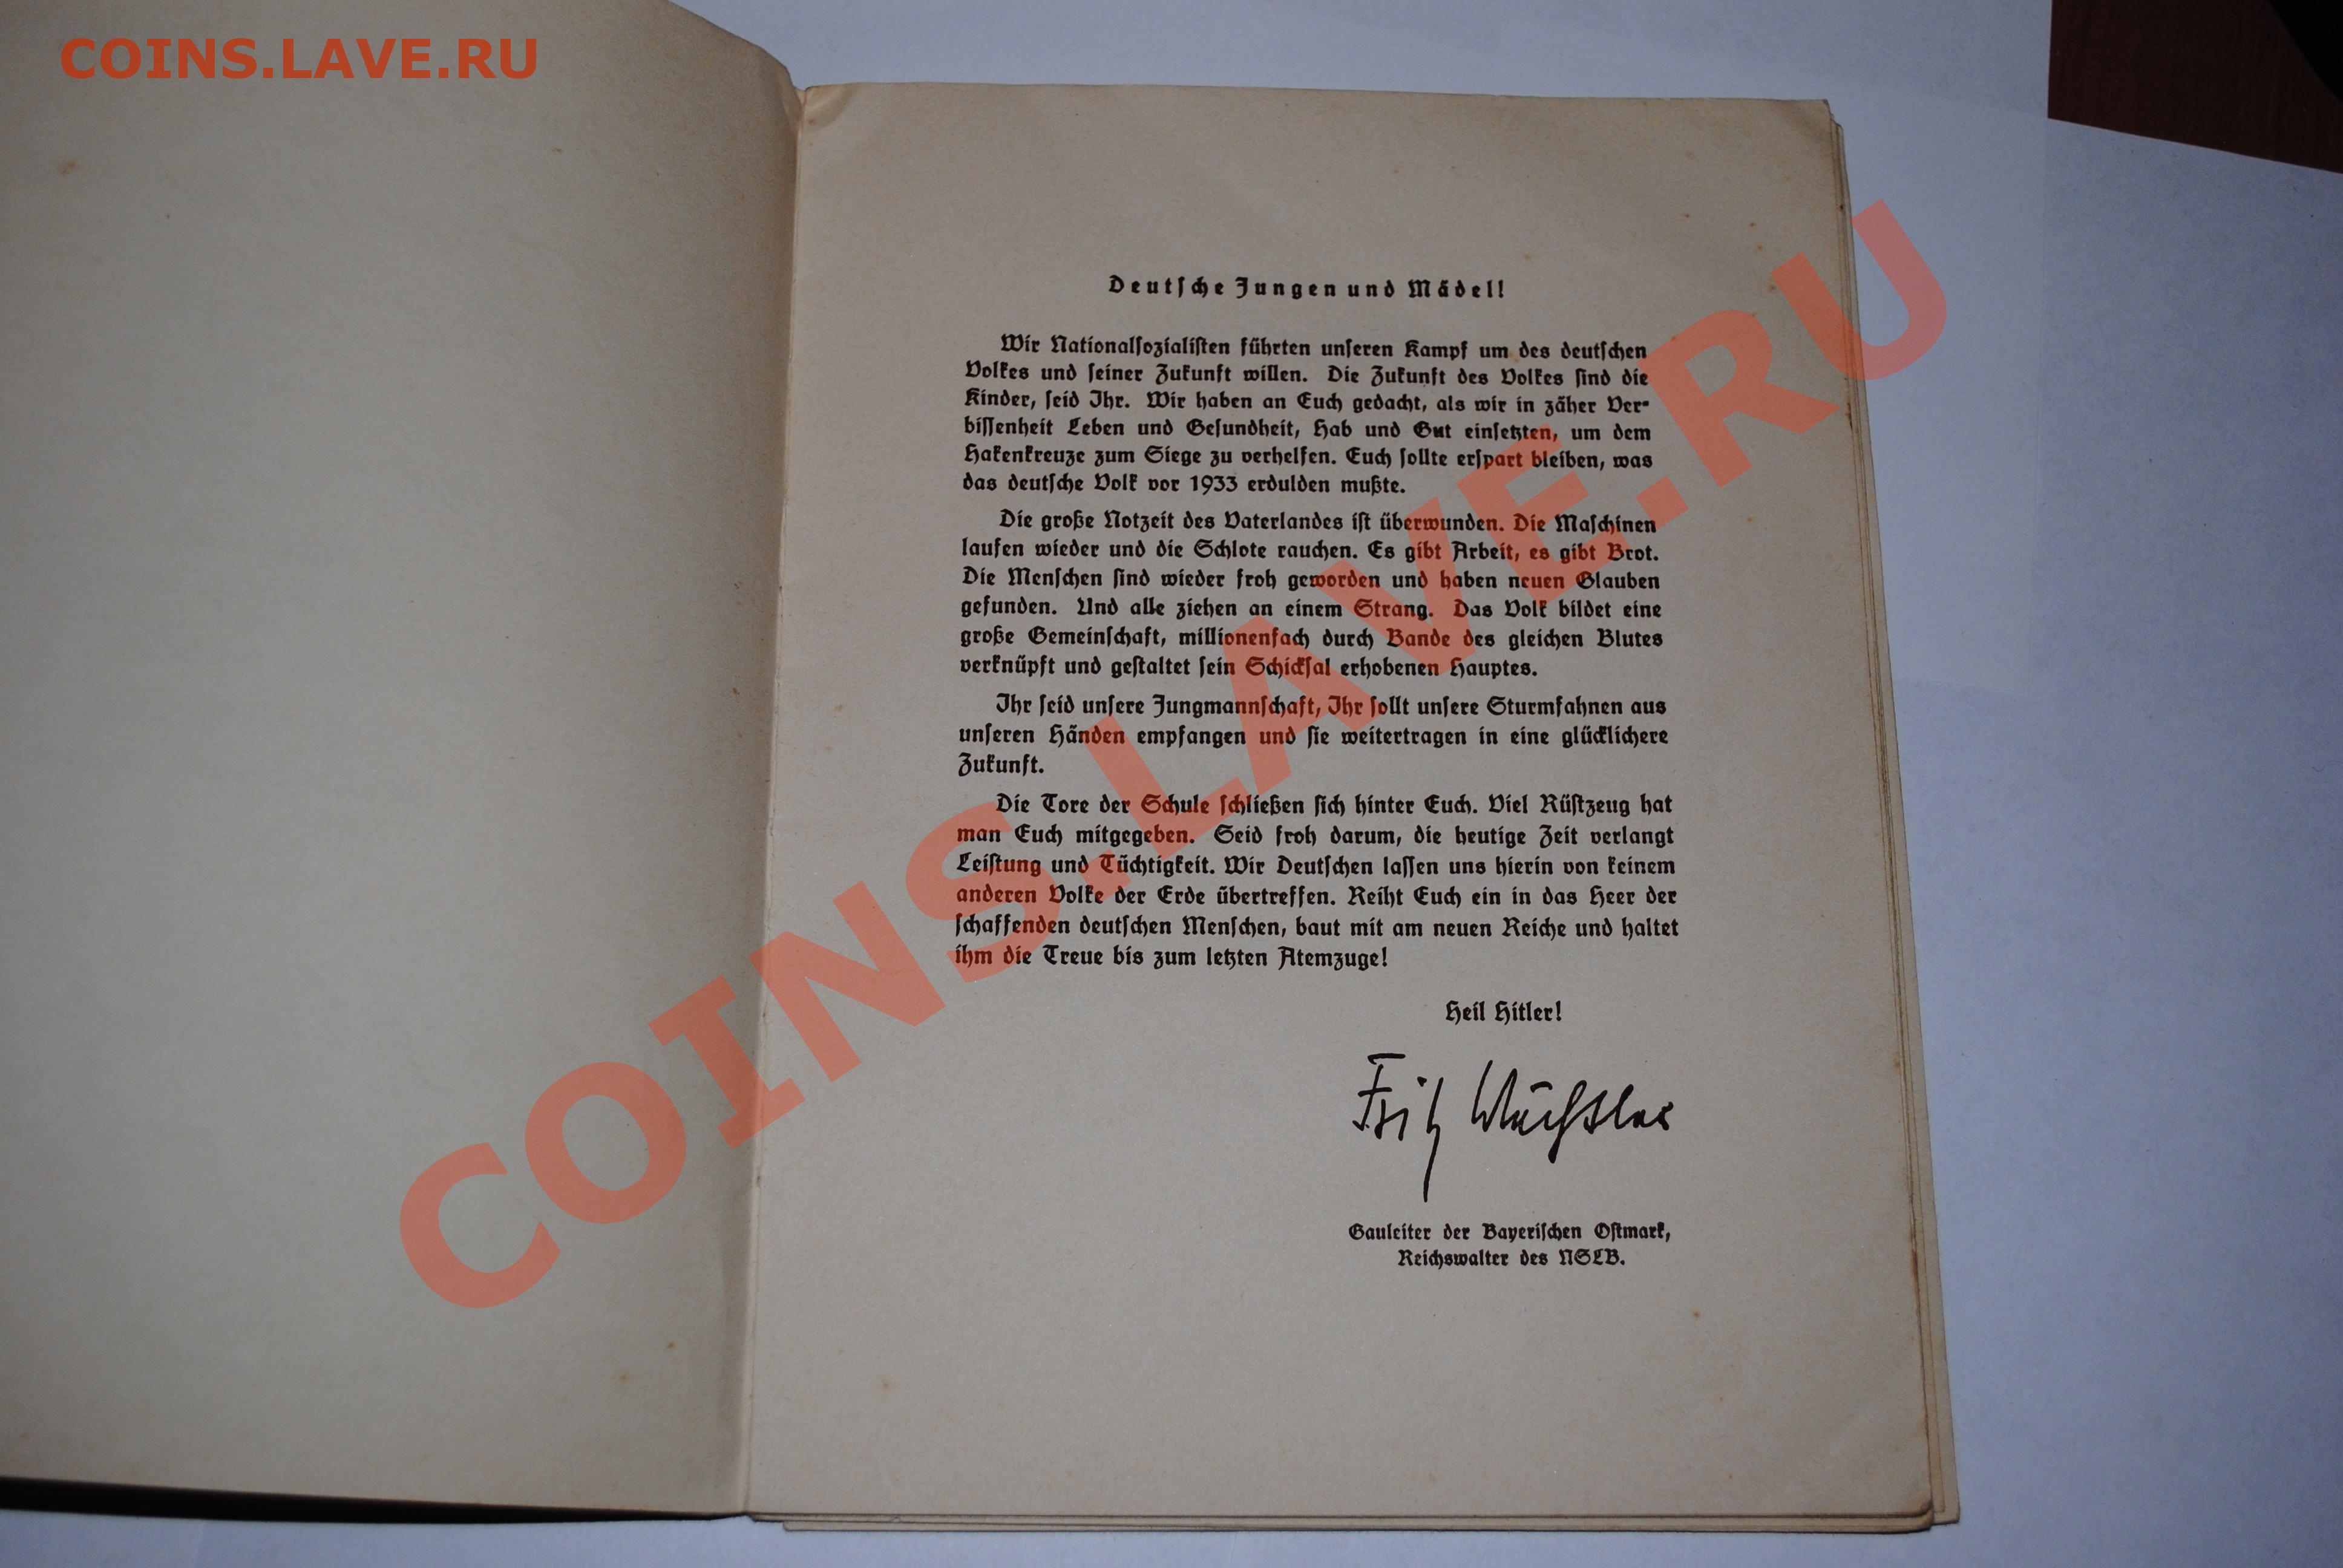 COINS.LAVE.RU
Deutsche Jungen und Mädel!
Wir Nationalsozialisten führten unseren Kampf um des deutschen
Volkes und seiner Zukunft willen. Die Zukunft des Volkes sind die
Kinder, seid Ihr. Wir haben an Euch gedacht, als wir in zäher Ver-
bissenheit Leben und Gesundheit, Hab und Gut einsetzten, um dem
Hakenkreuze zum Siege zu verhelfen. Euch sollte erspart bleiben, was
das deutsche Volk vor 1933 erdulden mußte.
Die große Notzeit des Vaterlandes ist überwunden. Die Maschinen
laufen wieder und die Schlote rauchen. Es gibt Arbeit, es gibt Brot.
Die Menschen sind wieder froh geworden und haben neuen Glauben
gefunden. Und alle ziehen an einem Strang. Das Volk bildet eine
große Gemeinschaft, millionenfach durch Bande des gleichen Blutes
verknüpft und gestaltet sein Schicksal erhobenen Hauptes.
Ihr seid unsere Jungmannschaft, Ihr sollt unsere Sturmfahnen aus
unseren Händen empfangen und sie weitertragen in eine glücklichere
Zukunft.
Die Tore der Schule schließen sich hinter Euch. Viel Rüstzeug hat
man Euch mitgegeben. Seid froh darum, die heutige Zeit verlangt
Leistung und Tüchtigkeit. Wir Deutschen lassen uns hierin von keinem
anderen Volke der Erde übertreffen. Reiht Euch ein in das Heer der
schaffenden deutschen Menschen, baut mit am neuen Reiche und haltet
ihm die Treue bis zum letzten Atemzuge!
Heil Hitler!
Fritz Wächtler
Gauleiter der Bayerischen Ostmark,
Reichswalter des NSLB.
COINS.LAVE.RU